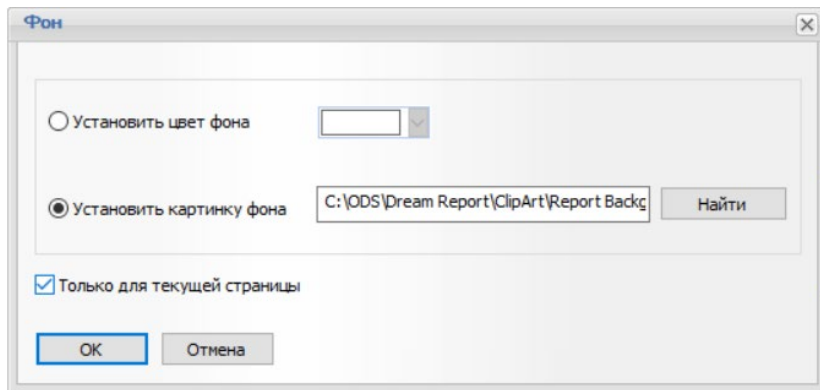 Фон
Установить цвет фона
Установить картинку фона C:\ODS\Dream Report\ClipArt\Report Backg Найти
Только для текущей страницы
OK Отмена